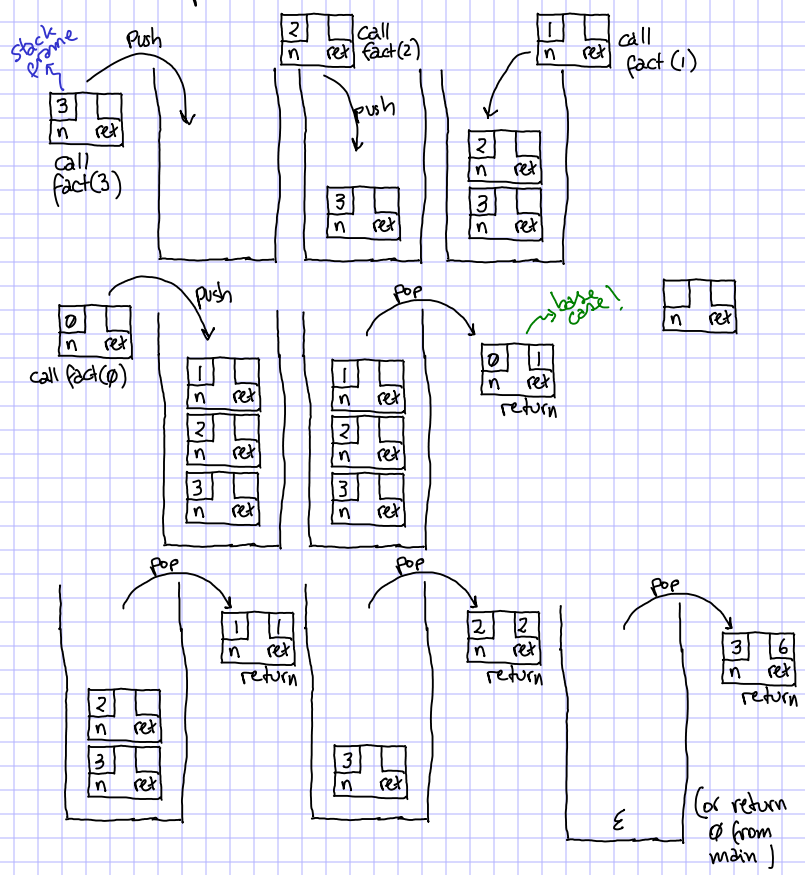 stack
frame
push
3
n ret
call
fact(3)
2
n ret
call
fact(2)
push
3
n ret
1
n ret
call
fact(1)
2
n ret
3
n ret
0
n ret
call fact(0)
push
1
n ret
2
n ret
3
n ret
pop
1
n ret
2
n ret
3
n ret
0 1
n ret
return
base
case!
n ret
pop
2
n ret
3
n ret
1 1
n ret
return
pop
3
n ret
2 2
n ret
return
pop
3 6
n ret
return
ε
(or return
0 from
main)